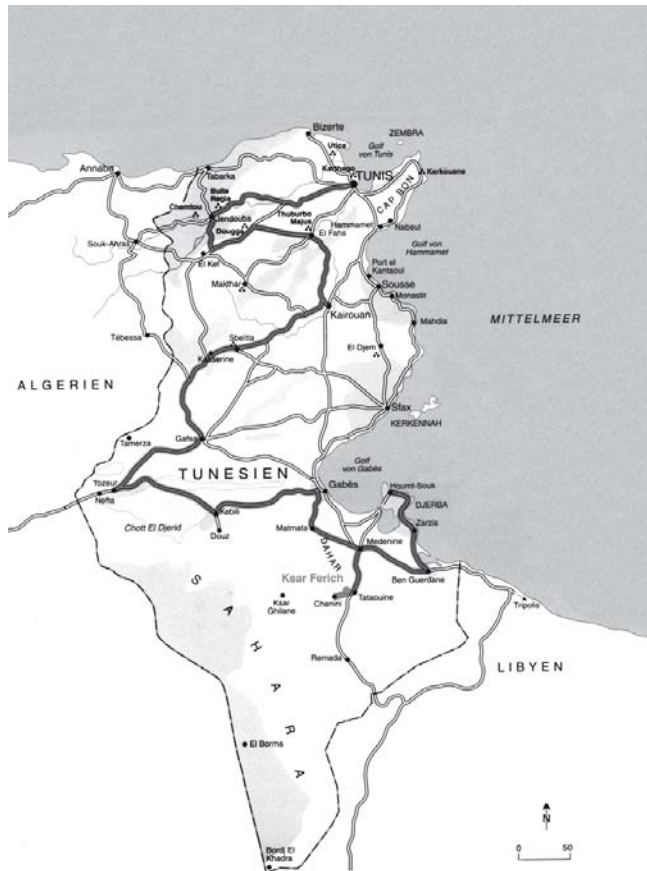 Bizerte
ZEMBRA
Utica
Golf
von Tunis
Karthago
TUNIS
Kerkouane
CAP BON
Annaba
Tabarka
Bulla
Regia
Chemtou
Jendouba
Thuburbo
Majus
Dougga
Hammamet
Nabeul
El Fahs
Souk-Ahras
El Kef
Golf von
Hammamet
Port el
Kantaoui
Makthar
Sousse
Monastir
Kairouan
MITTELMEER
Mahdia
Tébessa
Sbeitla
El Djem
Kasserine
ALGERIEN
Sfax
KERKENNAH
Tamerza
Gafsa
Golf
von Gabès
TUNESIEN
Tozeur
Nefta
Gabès
Houmt-Souk
DJERBA
Kebili
Chott El Djerid
Douz
Matmata
Zarzis
DAHAR
Medenine
Ben Guerdane
Ksar Ferich
Ksar
Ghilane
Chenini
Tataouine
Tripolis
SAHARA
Remada
LIBYEN
El Borma
N
0 50
Bordj El
Khadra